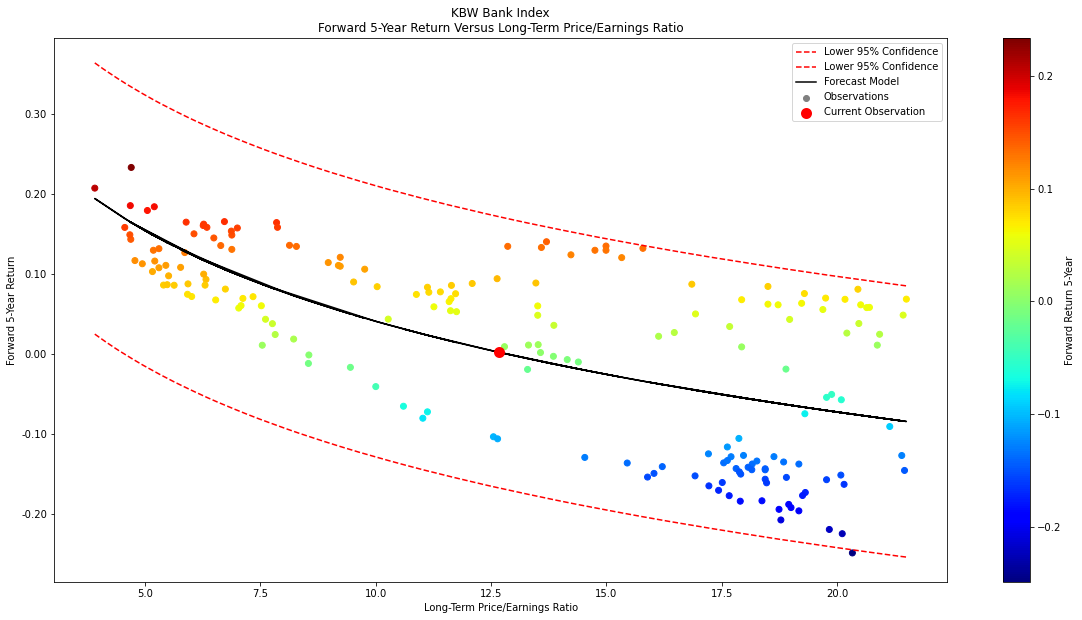 KBW Bank Index
Forward 5-Year Return Versus Long-Term Price/Earnings Ratio
Lower 95% Confidence
Lower 95% Confidence
Forecast Model
Observations
Current Observation
Forward 5-Year Return
0.30
0.20
0.10
0.00
-0.10
-0.20
5.0 7.5 10.0 12.5 15.0 17.5 20.0
Long-Term Price/Earnings Ratio
0.2
0.1
0.0
−0.1
−0.2
Forward Return 5-Year